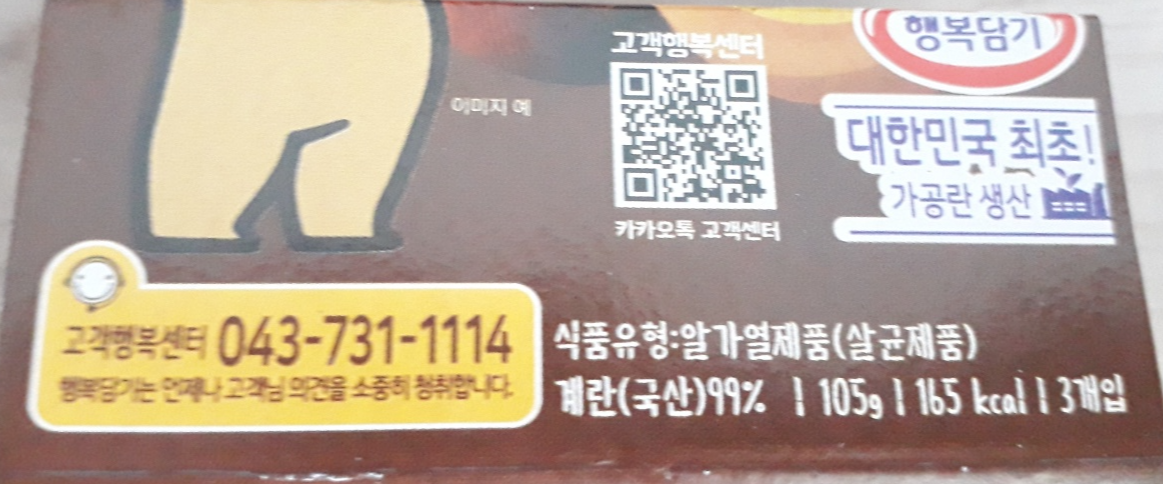 행복담기
고객행복센터
이미지 예
대한민국 최초!
가공란 생산
카카오톡 고객센터
고객행복센터 043-731-1114
행복담기는 언제나 고객님 의견을 소중히 청취합니다.
식품유형:알가열제품(살균제품)
계란(국산)99% | 105g | 165 kcal | 3개입